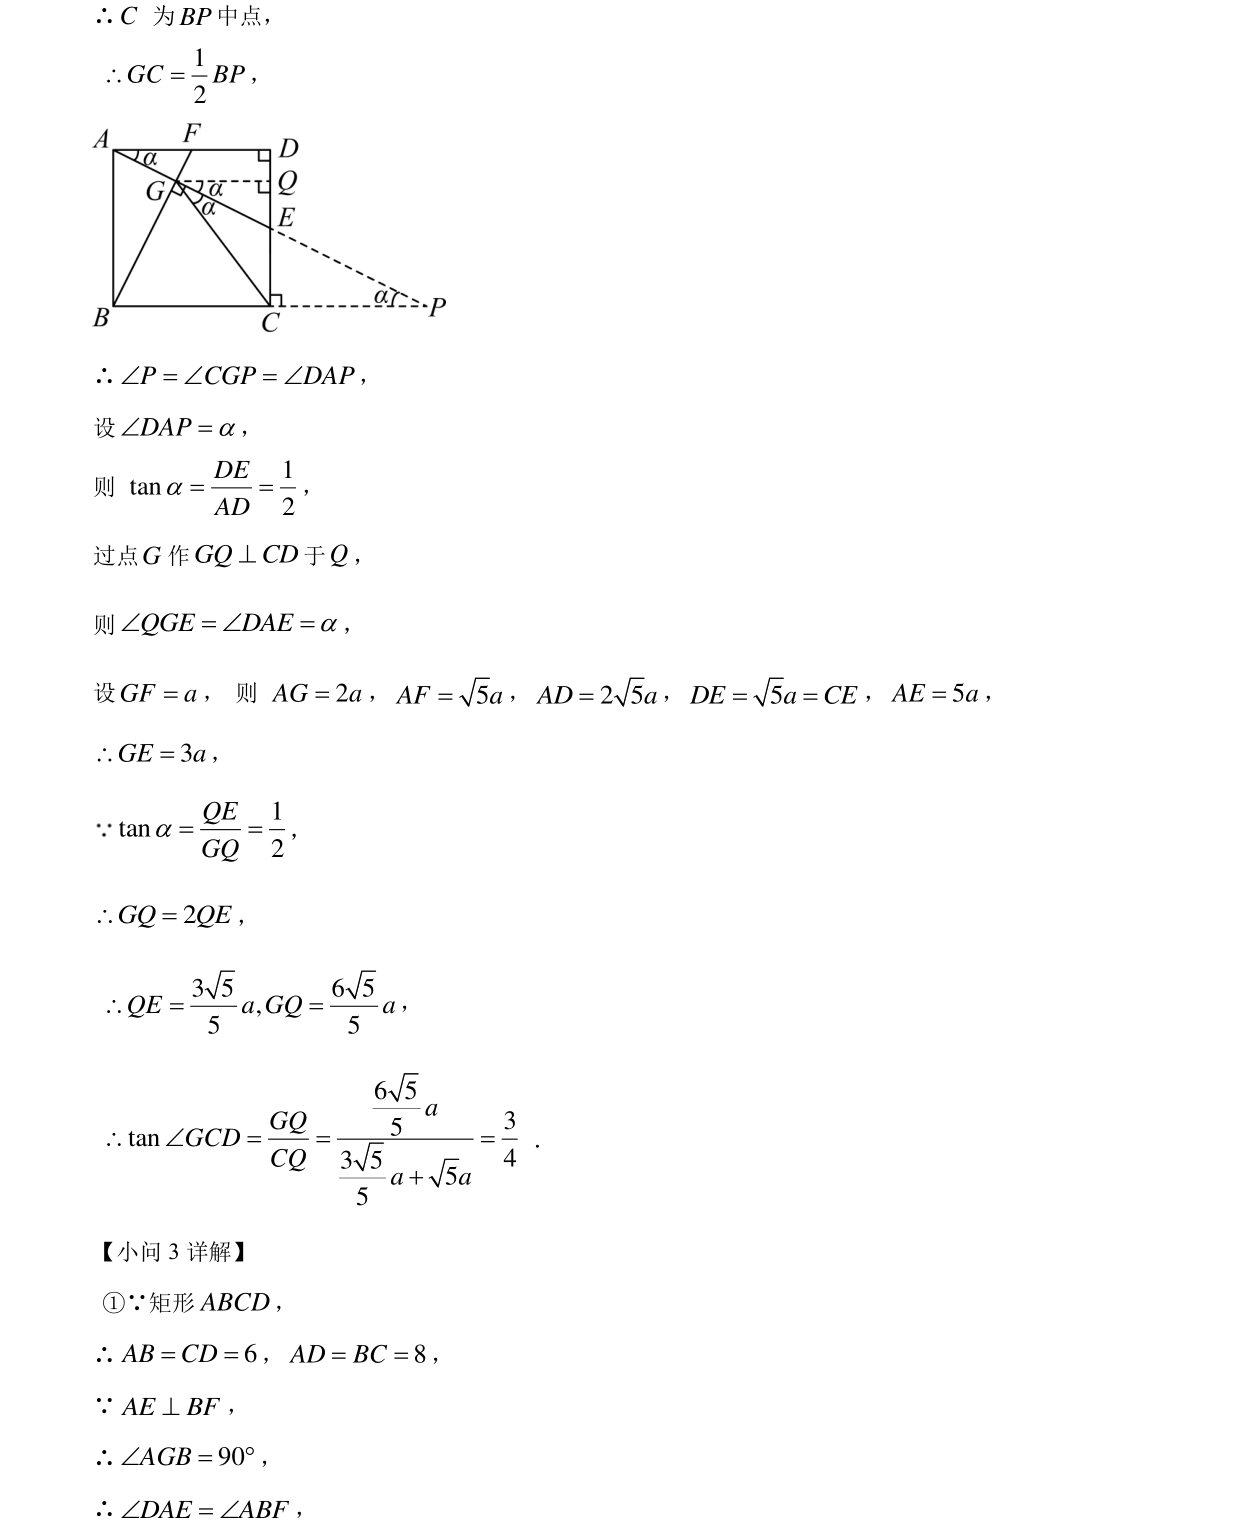 ∴ C 为 BP 中点，
∴ GC = 1/2 BP，
A F D
α
G α Q
α E
α P
B C
∴ ∠P = ∠CGP = ∠DAP，
设 ∠DAP = α，
则 tan α = DE/AD = 1/2，
过点 G 作 GQ ⊥ CD 于 Q，
则 ∠QGE = ∠DAE = α，
设 GF = a， 则 AG = 2a， AF = √5a， AD = 2√5a， DE = √5a = CE， AE = 5a，
∴ GE = 3a，
∵ tan α = QE/GQ = 1/2，
∴ GQ = 2QE，
∴ QE = 3√5/5 a, GQ = 6√5/5 a，
∴ tan ∠GCD = GQ/CQ = (6√5/5 a)/(3√5/5 a + √5a) = 3/4 .
【小问 3 详解】
①∵矩形 ABCD，
∴ AB = CD = 6， AD = BC = 8，
∵ AE ⊥ BF，
∴ ∠AGB = 90°，
∴ ∠DAE = ∠ABF，